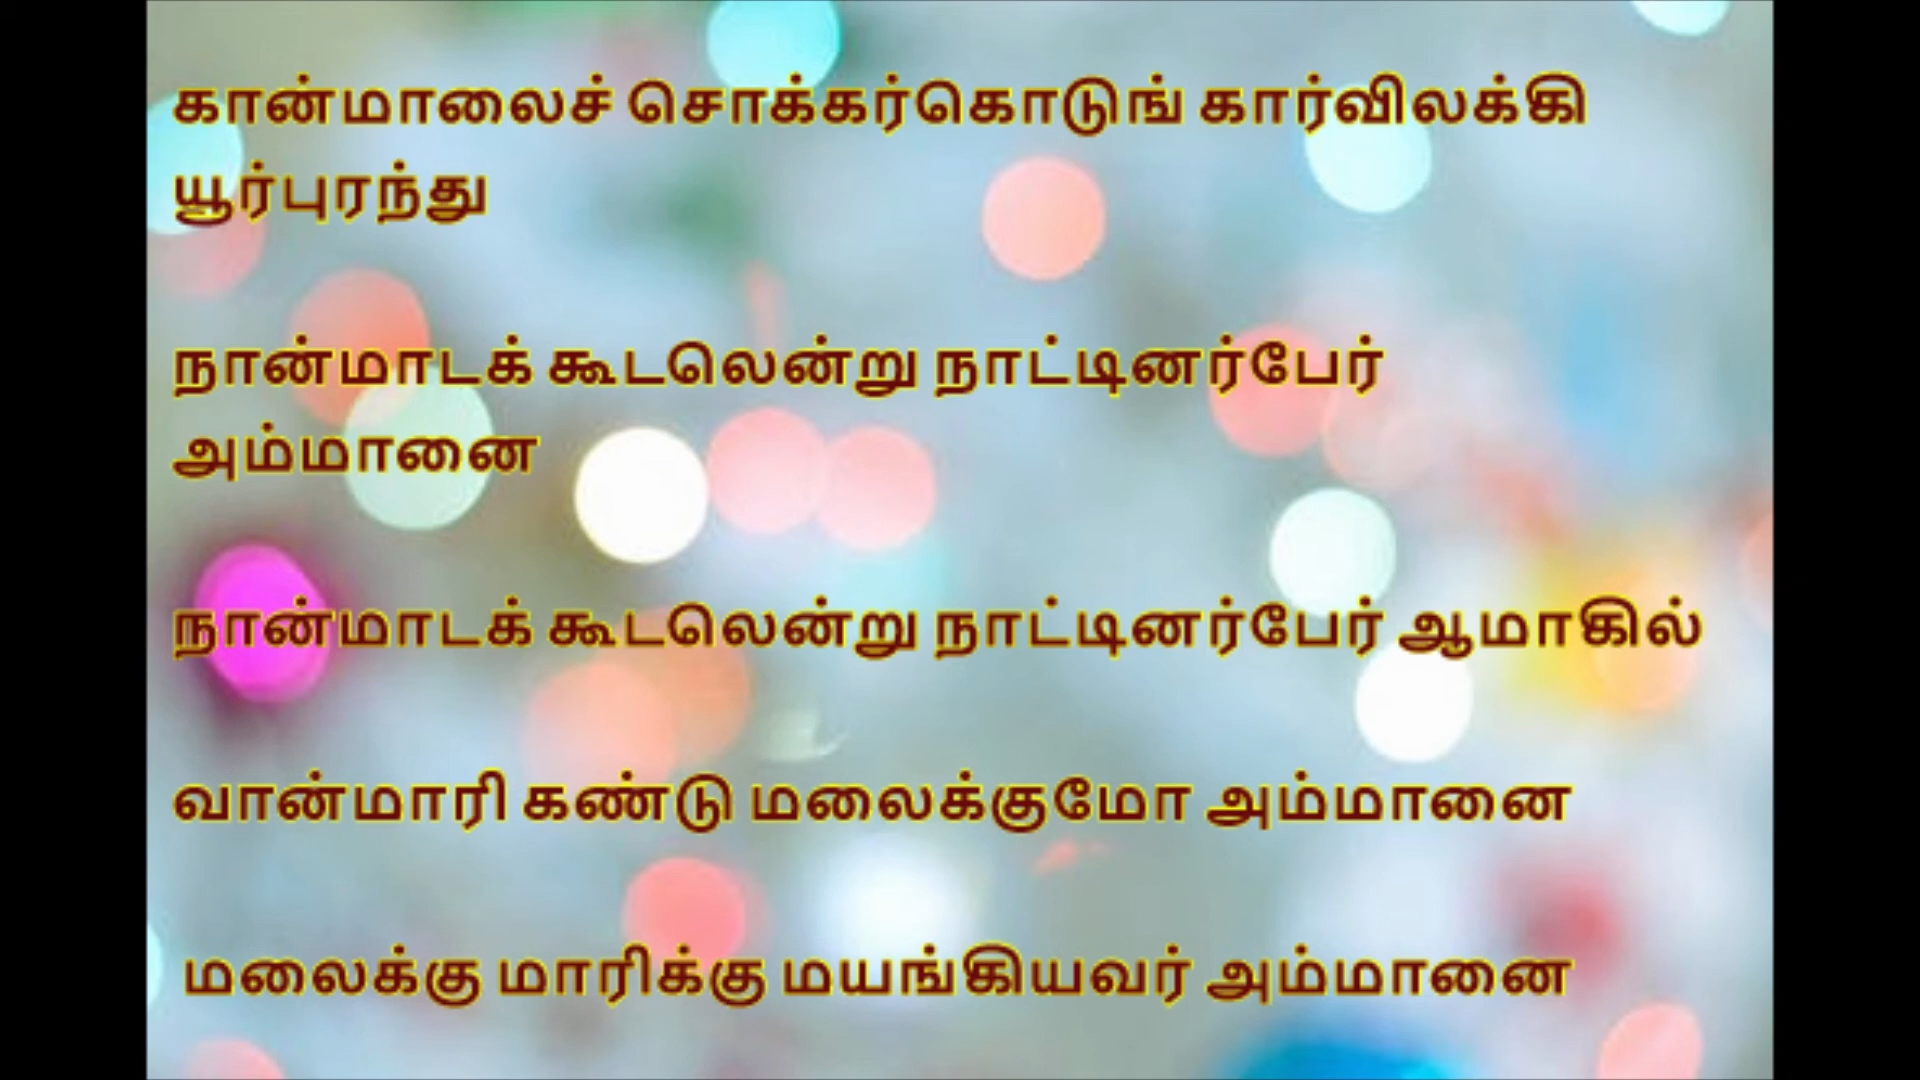 கான்மாலைச் சொக்கர்கொடுங் கார்விலக்கி
யூர்புரந்து
நான்மாடக் கூடலென்று நாட்டினர்பேர்
அம்மானை
நான்மாடக் கூடலென்று நாட்டினர்பேர் ஆமாகில்
வான்மாரி கண்டு மலைக்குமோ அம்மானை
மலைக்கு மாரிக்கு மயங்கியவர் அம்மானை